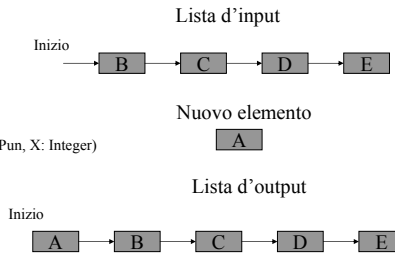 Lista d'input
Inizio
B C D E
Nuovo elemento
A
Pun, X: Integer)
Lista d'output
Inizio
A B C D E